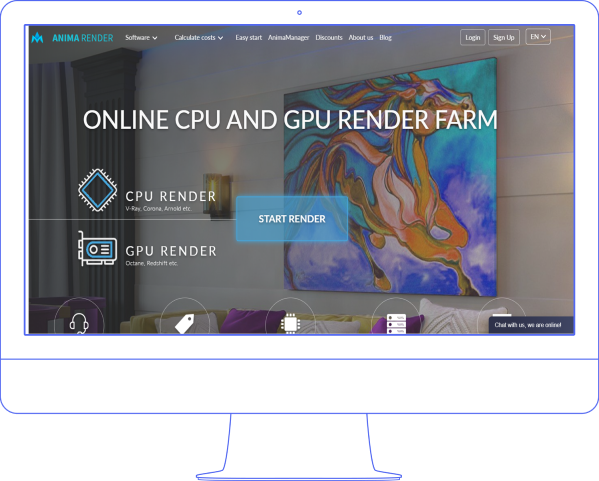 ANIMA RENDER Software Calculate costs Easy start AnimaManager Discounts About us Blog Login Sign Up EN
ONLINE CPU AND GPU RENDER FARM
CPU RENDER
V-Ray, Corona, Arnold etc.
START RENDER
GPU RENDER
Octane, Redshift etc.
Chat with us, we are online!